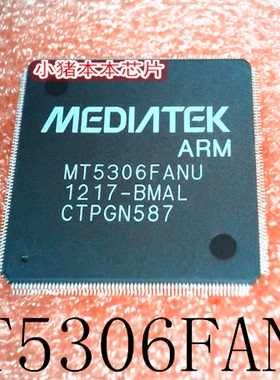 小猪本本芯片
MEDIATEK
ARM
MT5306FANU
1217-BMAL
CTPGN587
T5306FAN